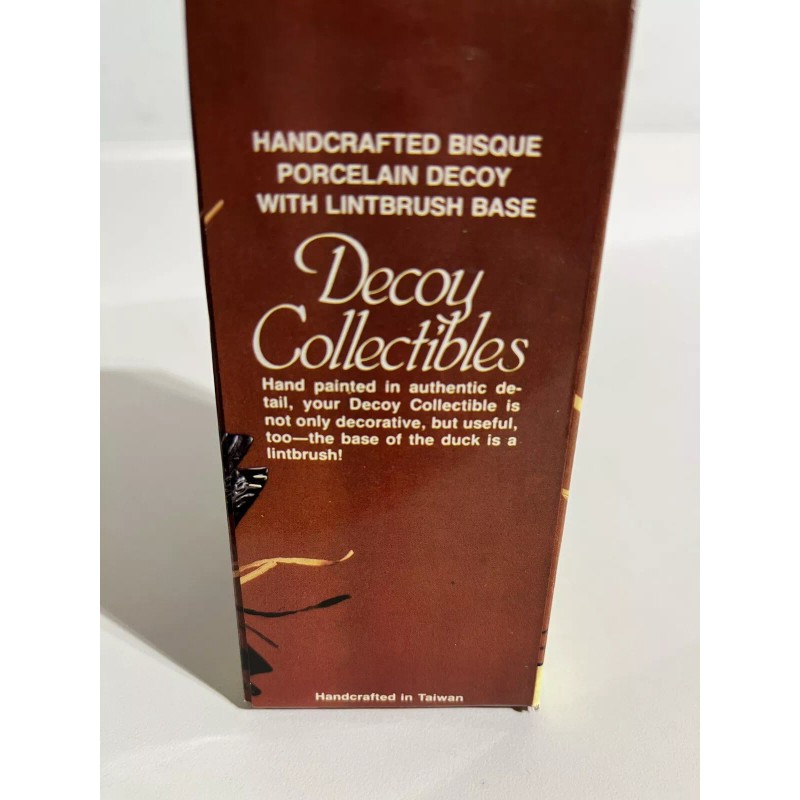 HANDCRAFTED BISQUE
PORCELAIN DECOY
WITH LINTBRUSH BASE
Decoy
Collectibles
Hand painted in authentic de-
tail, your Decoy Collectible is
not only decorative, but useful,
too—the base of the duck is a
lintbrush!
Handcrafted in Taiwan